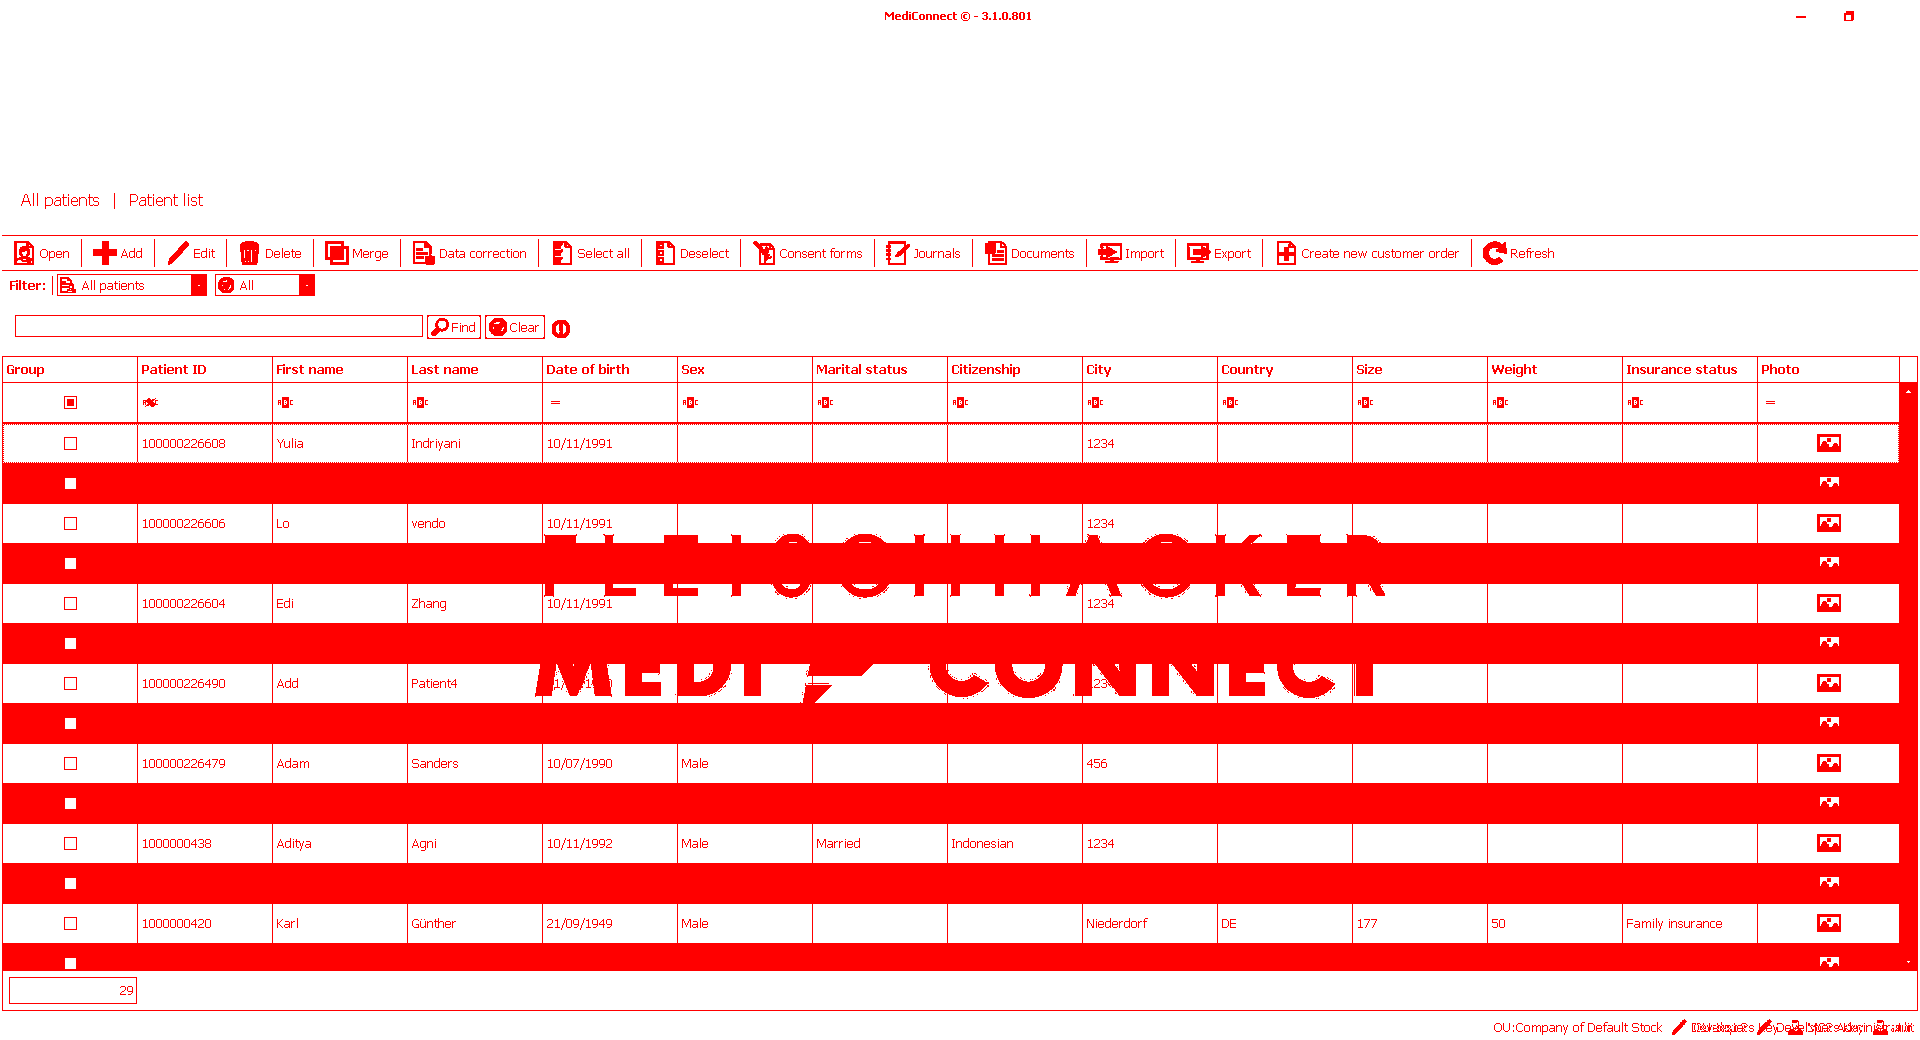 MediConnect © - 3.1.0.801
All patients | Patient list
Open Add Edit Delete Merge Data correction Select all Deselect Consent forms Journals Documents Import Export Create new customer order Refresh
Filter: All patients All
Find Clear
Group Patient ID First name Last name Date of birth Sex Marital status Citizenship City Country Size Weight Insurance status Photo
100000226608 Yulia Indriyani 10/11/1991 1234
100000226606 Lo vendo 10/11/1991 1234
FLEISCHHACKER
100000226604 Edi Zhang 10/11/1991 1234
MEDI CONNECT
100000226490 Add Patient4
100000226479 Adam Sanders 10/07/1990 Male 456
1000000438 Aditya Agni 10/11/1992 Male Married Indonesian 1234
1000000420 Karl Günther 21/09/1949 Male Niederdorf DE 177 50 Family insurance
29
OU:Company of Default Stock